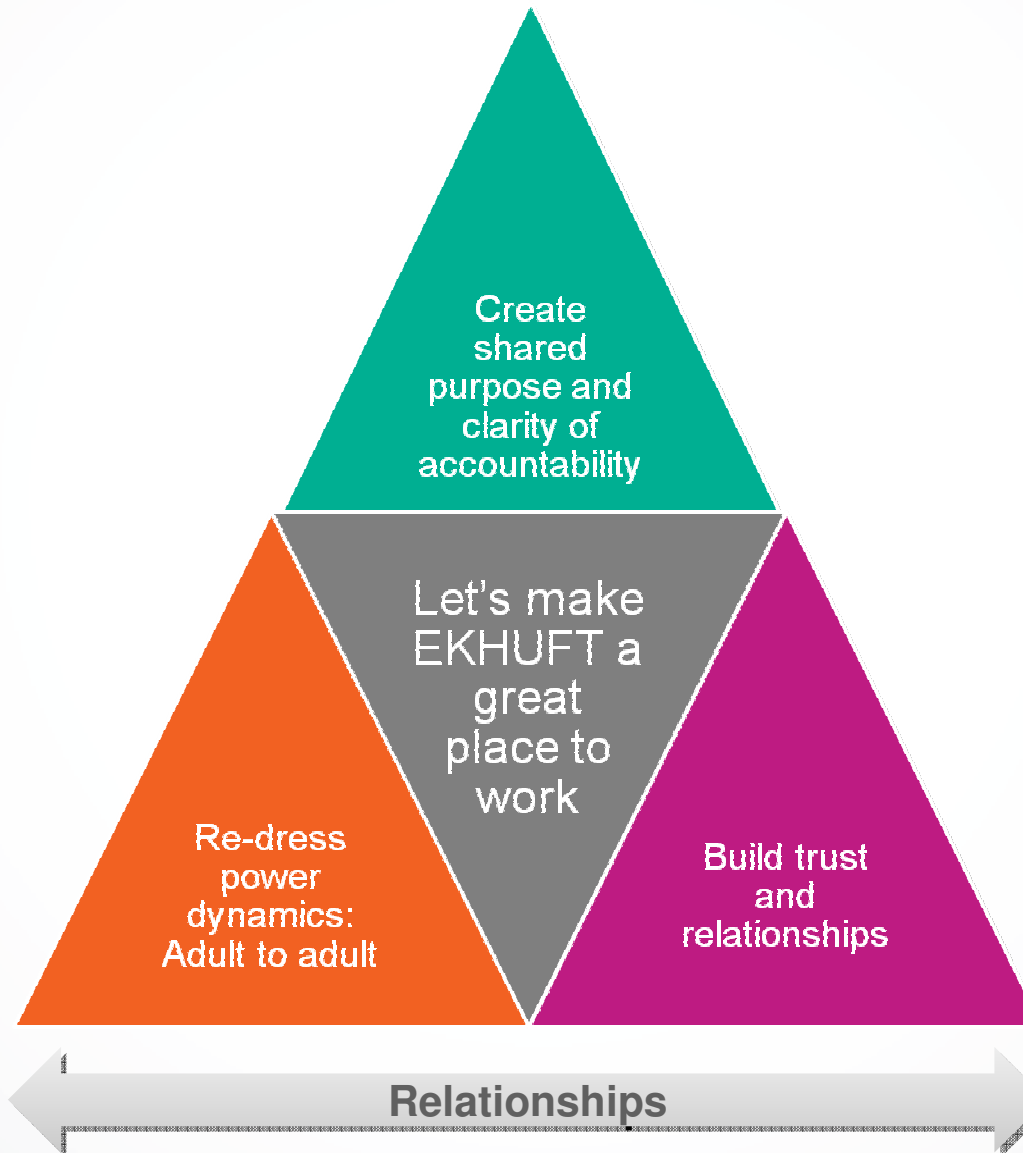 Create
shared
purpose and
clarity of
accountability
Let's make
EKHUFT a
great
place to
work
Re-dress
power
dynamics:
Adult to adult
Build trust
and
relationships
Relationships